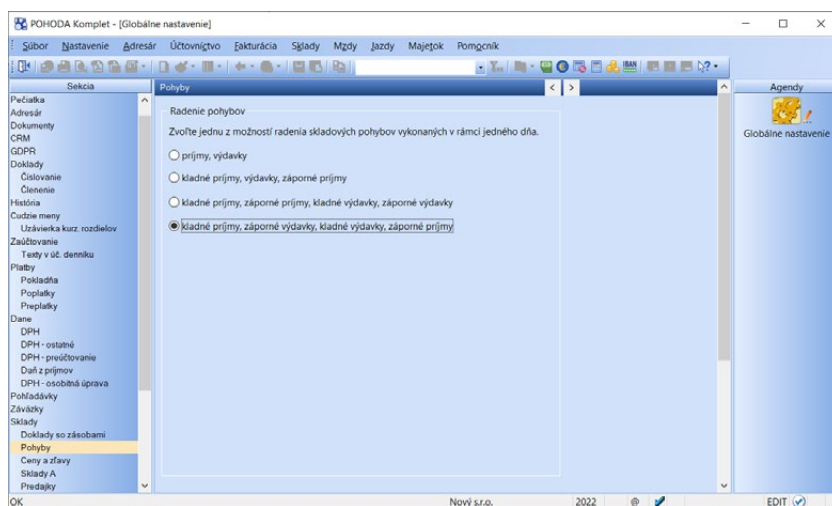 POHODA Komplet - [Globálne nastavenie]
Súbor Nastavenie Adresár Účtovníctvo Fakturácia Sklady Mzdy Jazdy Majetok Pomocník
IBAN
Sekcia
Pečiatka
Adresár
Dokumenty
CRM
GDPR
Doklady
Číslovanie
Členenie
História
Cudzie meny
Uzávierka kurz. rozdielov
Zaúčtovanie
Texty v úč. denníku
Platby
Pokladňa
Poplatky
Preplatky
Dane
DPH
DPH - ostatné
DPH - preúčtovanie
Daň z príjmov
DPH - osobitná úprava
Pohľadávky
Záväzky
Sklady
Doklady so zásobami
Pohyby
Ceny a zľavy
Sklady A
Predajky
Pohyby
Radenie pohybov
Zvoľte jednu z možností radenia skladových pohybov vykonaných v rámci jedného dňa.
príjmy, výdavky
kladné príjmy, výdavky, záporné príjmy
kladné príjmy, záporné príjmy, kladné výdavky, záporné výdavky
kladné príjmy, záporné výdavky, kladné výdavky, záporné príjmy
Agendy
Globálne nastavenie
OK Nový s.r.o. 2022 @ EDIT